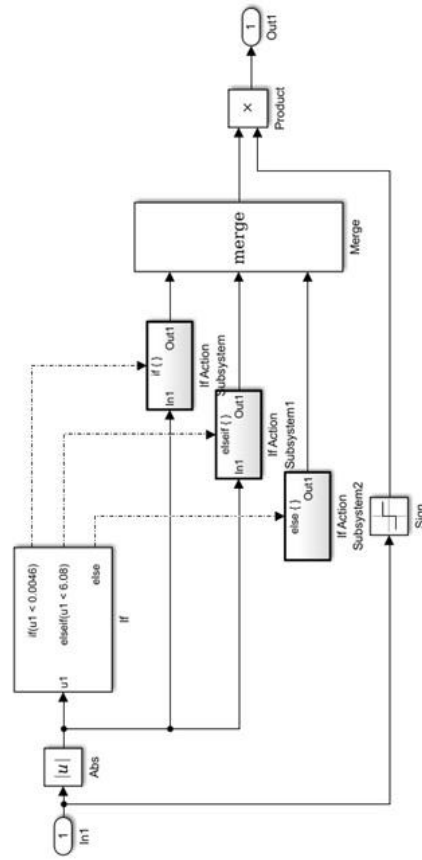 1
In1
|u|
Abs
u1
if(u1 < 0.0046)
elseif(u1 < 6.08)
else
If
if { }
In1
Out1
If Action
Subsystem
elseif { }
In1
Out1
If Action
Subsystem1
else { }
Out1
If Action
Subsystem2
Sign
merge
Merge
×
Product
1
Out1